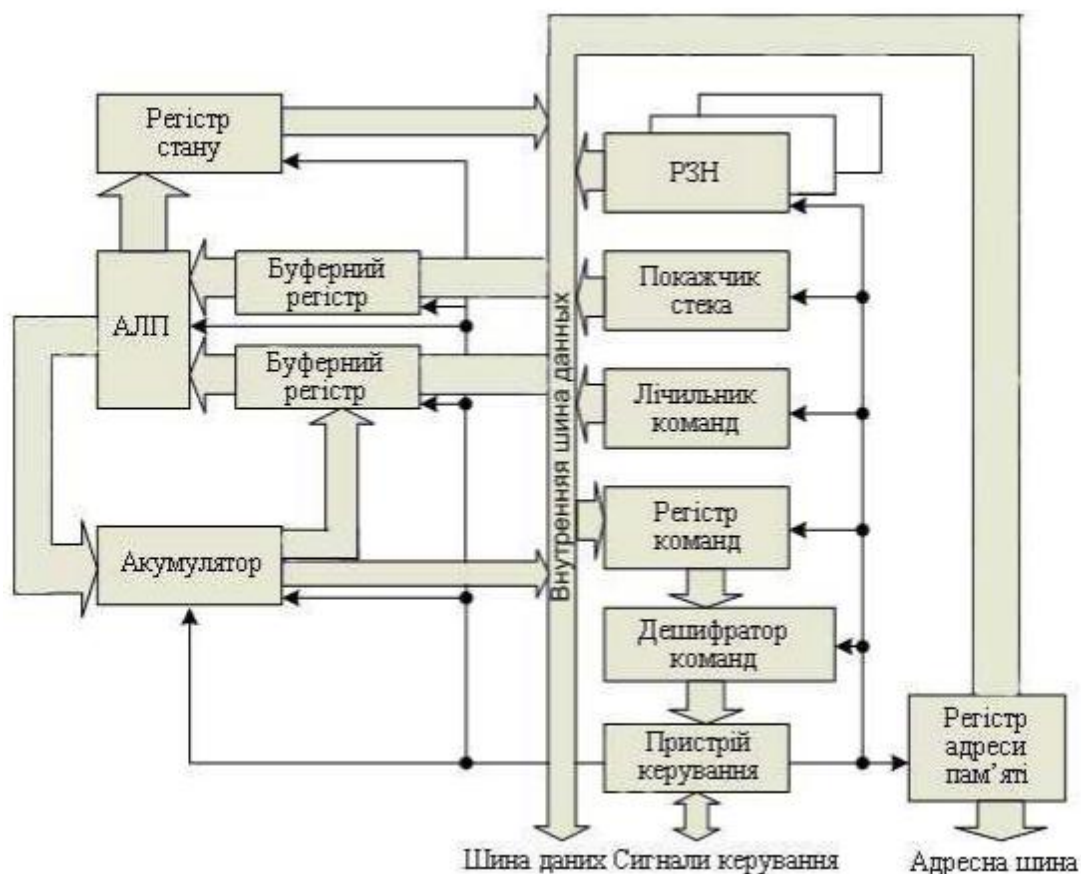 Регістр
стану
РЗН
Буферний
регістр
Покажчик
стека
АЛП
Буферний
регістр
Лічильник
команд
Внутренняя шина данных
Регістр
команд
Акумулятор
Дешифратор
команд
Пристрій
керування
Регістр
адреси
пам’яті
Шина даних
Сигнали керування
Адресна шина